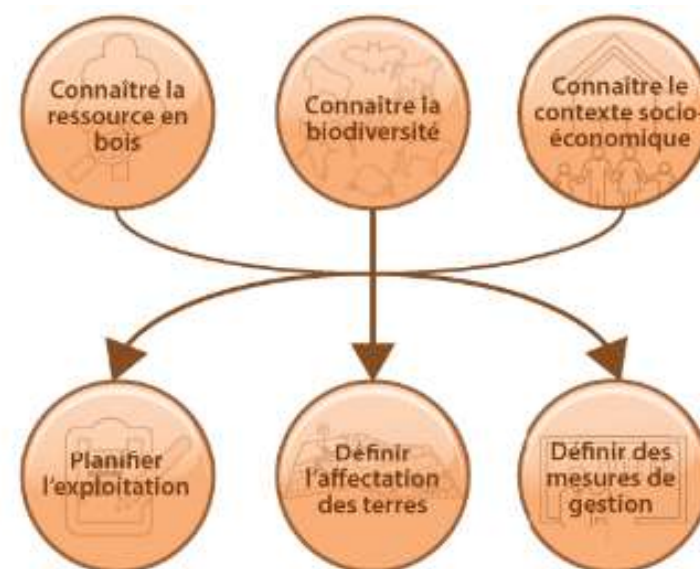 Connaître la
ressource en
bois
Connaître la
biodiversité
Connaître le
contexte socio-
économique
Planifier
l'exploitation
Définir
l'affectation
des terres
Définir des
mesures de
gestion